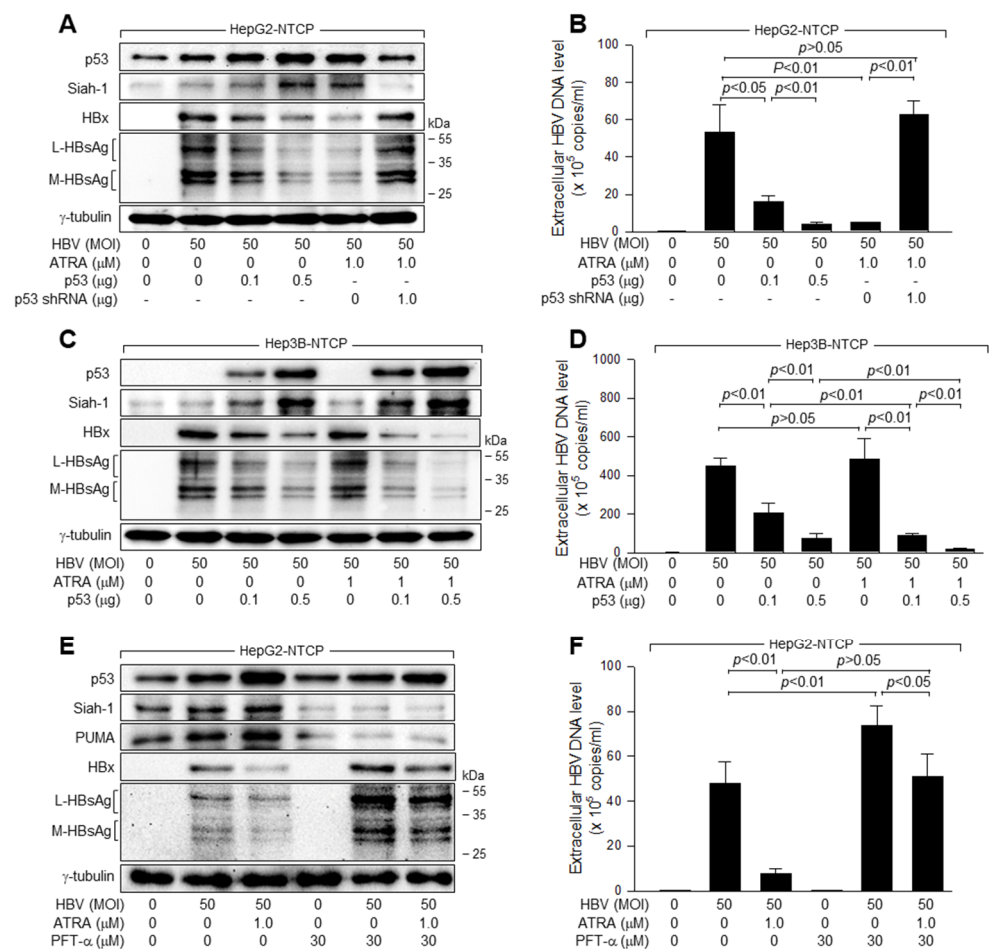 A
HepG2-NTCP
p53
Siah-1
HBx
kDa
L-HBsAg
55
35
M-HBsAg
25
γ-tubulin
HBV (MOI) 0 50 50 50 50 50
ATRA (μM) 0 0 0 0 1.0 1.0
p53 (μg) 0 0 0.1 0.5 - -
p53 shRNA (μg) - - - - 0 1.0
B
HepG2-NTCP
Extracellular HBV DNA level
(x 10⁵ copies/ml)
100
80
60
40
20
0
p>0.05
P<0.01 p<0.01
p<0.05 p<0.01
HBV (MOI) 0 50 50 50 50 50
ATRA (μM) 0 0 0 0 1.0 1.0
p53 (μg) 0 0 0.1 0.5 - -
p53 shRNA (μg) - - - - 0 1.0
C
Hep3B-NTCP
p53
Siah-1
HBx
kDa
L-HBsAg
55
35
M-HBsAg
25
γ-tubulin
HBV (MOI) 0 50 50 50 50 50 50
ATRA (μM) 0 0 0 0 1 1 1
p53 (μg) 0 0 0.1 0.5 0 0.1 0.5
D
Hep3B-NTCP
Extracellular HBV DNA level
(x 10⁵ copies/ml)
1000
800
600
400
200
0
p<0.01 p<0.01
p<0.01 p<0.01 p<0.01
p>0.05 p<0.01
HBV (MOI) 0 50 50 50 50 50 50
ATRA (μM) 0 0 0 0 1 1 1
p53 (μg) 0 0 0.1 0.5 0 0.1 0.5
E
HepG2-NTCP
p53
Siah-1
PUMA
HBx
kDa
L-HBsAg
55
35
M-HBsAg
25
γ-tubulin
HBV (MOI) 0 50 50 0 50 50
ATRA (μM) 0 0 1.0 0 0 1.0
PFT-α (μM) 0 0 0 30 30 30
F
HepG2-NTCP
Extracellular HBV DNA level
(x 10⁵ copies/ml)
100
80
60
40
20
0
p<0.01 p>0.05
p<0.01 p<0.05
HBV (MOI) 0 50 50 0 50 50
ATRA (μM) 0 0 1.0 0 0 1.0
PFT-α (μM) 0 0 0 30 30 30